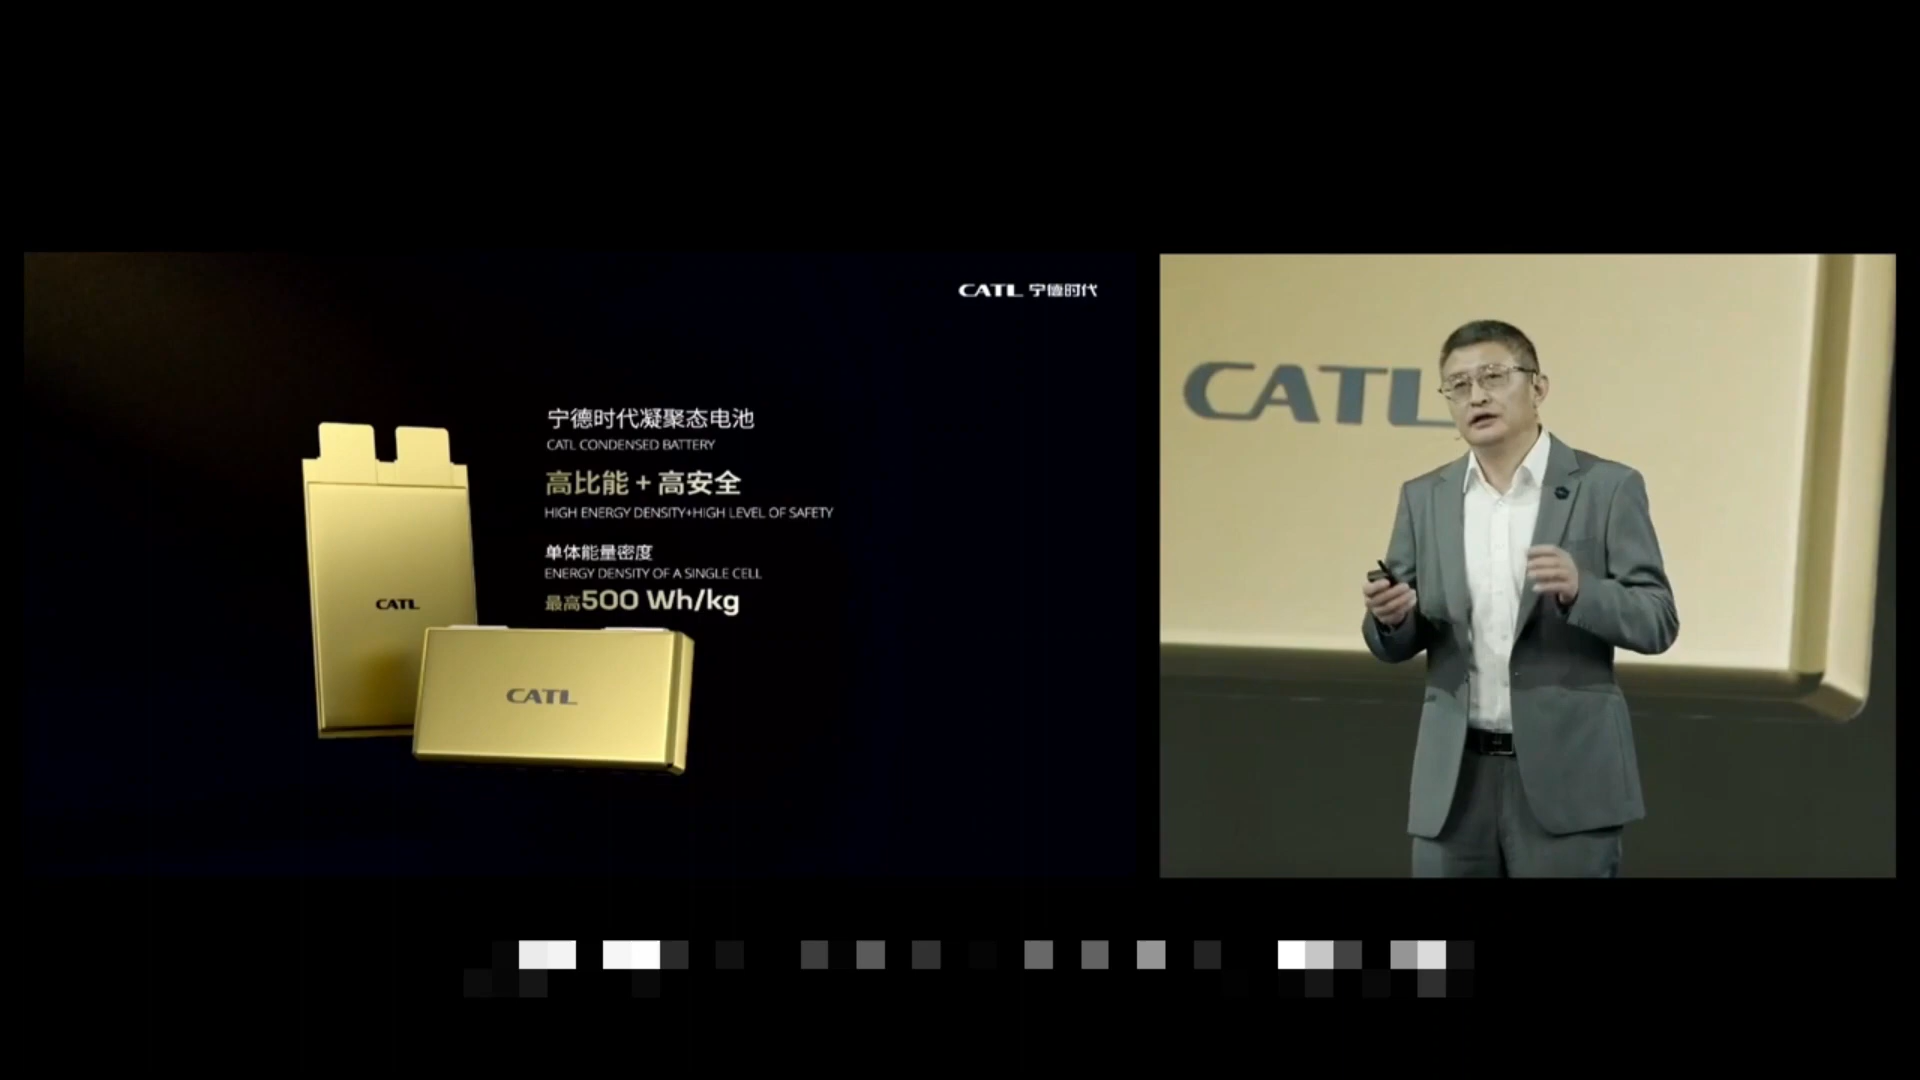 CATL 宁德时代
宁德时代凝聚态电池
CATL CONDENSED BATTERY
高比能 + 高安全
HIGH ENERGY DENSITY+HIGH LEVEL OF SAFETY
单体能量密度
ENERGY DENSITY OF A SINGLE CELL
最高500 Wh/kg
CATL
CATL
CATL